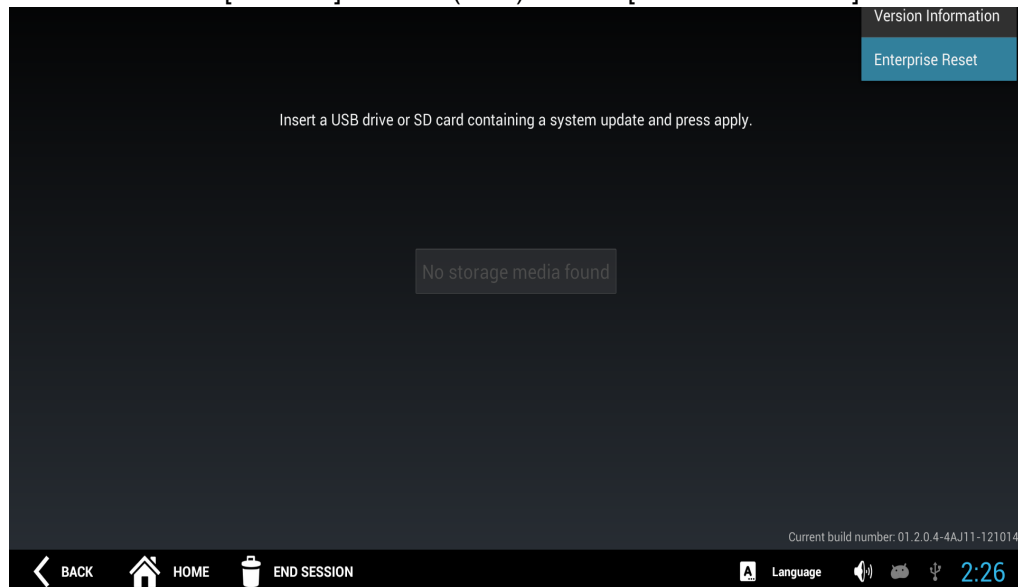 Version Information
Enterprise Reset
Insert a USB drive or SD card containing a system update and press apply.
No storage media found
Current build number: 01.2.0.4-4AJ11-121014
BACK HOME END SESSION A Language 2:26